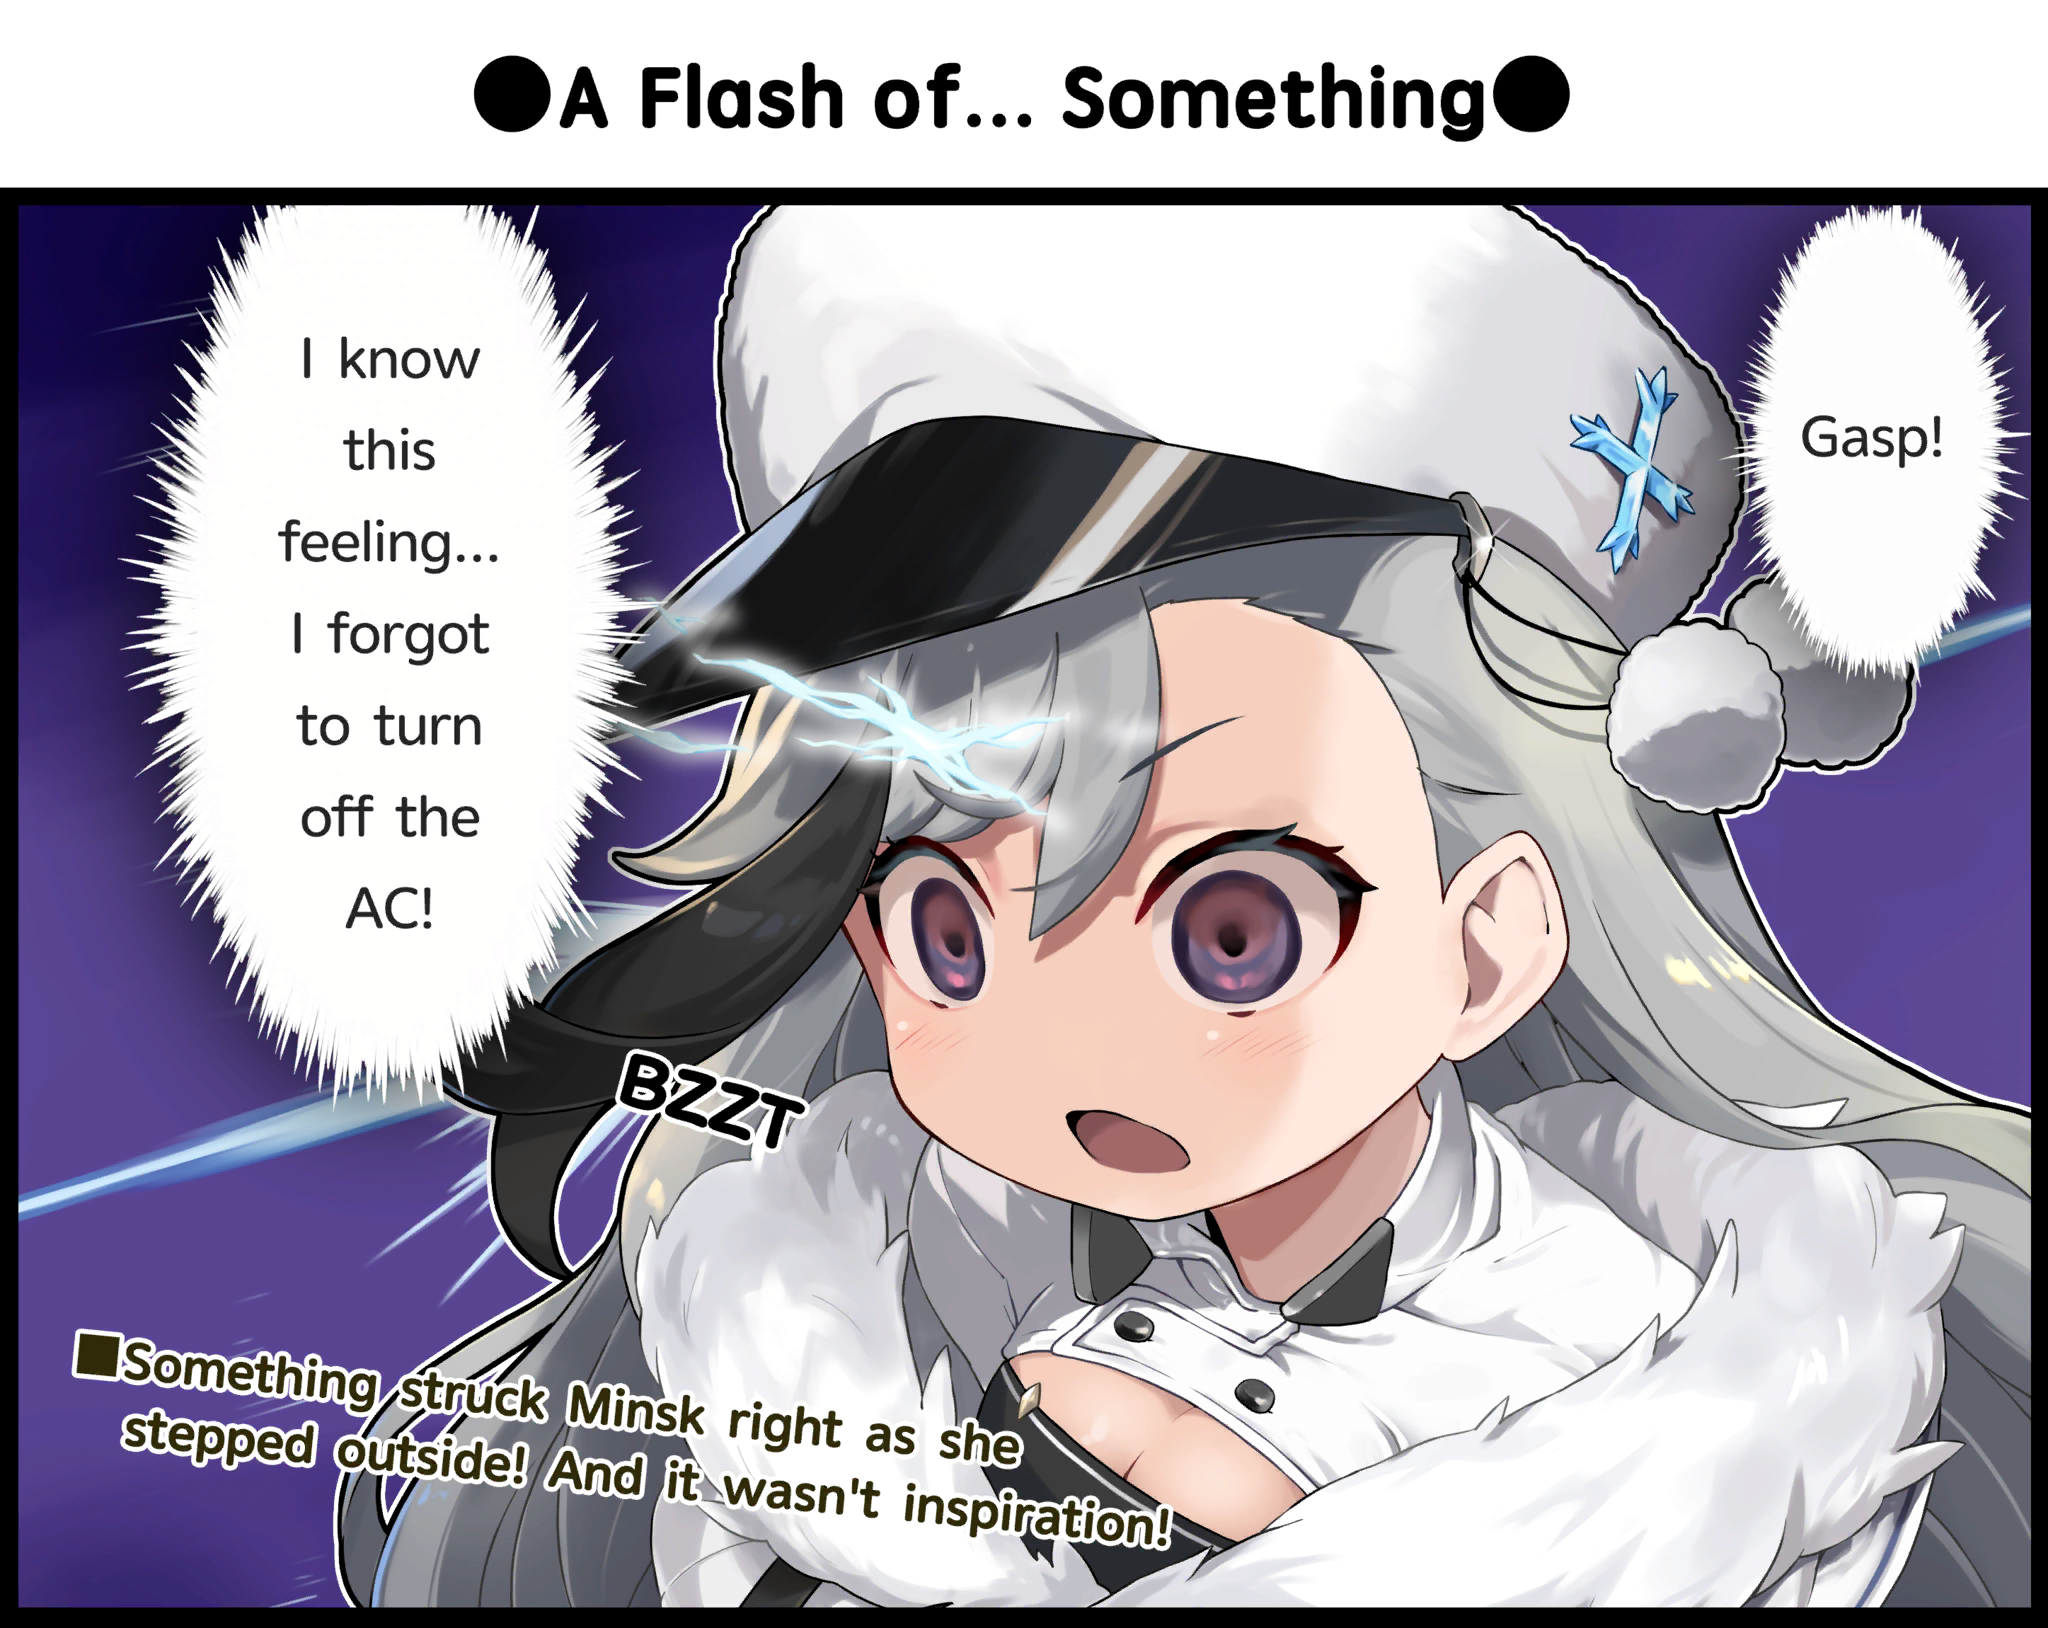 ●A Flash of... Something●
Gasp!
I know
this
feeling...
I forgot
to turn
off the
AC!
BZZT
■Something struck Minsk right as she
stepped outside! And it wasn't inspiration!